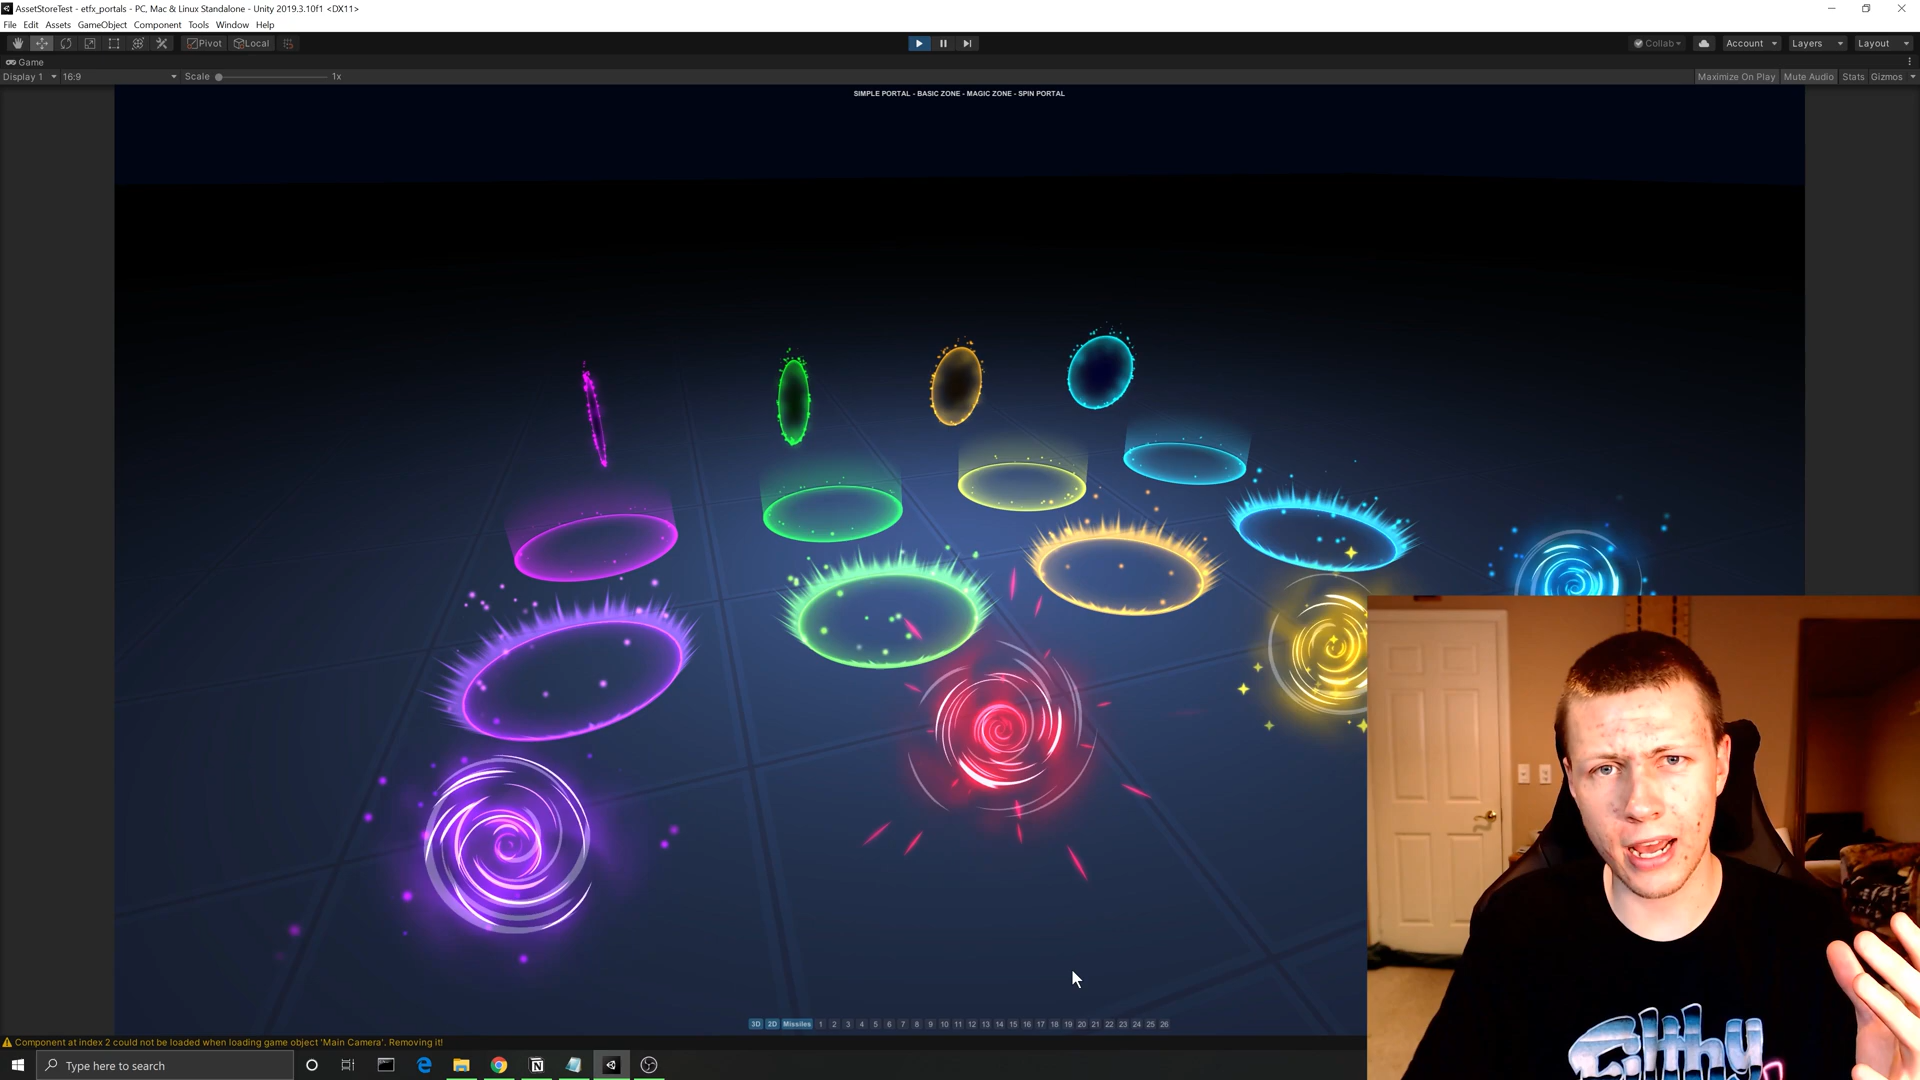 AssetStoreTest - etfx_portals - PC, Mac & Linux Standalone - Unity 2019.3.10f1 <DX11>
File Edit Assets GameObject Component Tools Window Help
Pivot Local Collab Account Layers Layout
Game
Display 1 16:9 Scale 1x Maximize On Play Mute Audio Stats Gizmos
SIMPLE PORTAL - BASIC ZONE - MAGIC ZONE - SPIN PORTAL
Filthy
3D 2D Missiles 1 2 3 4 5 6 7 8 9 10 11 12 13 14 15 16 17 18 19 20 21 22 23 24 25 26
Component at index 2 could not be loaded when loading game object 'Main Camera'. Removing it!
Type here to search